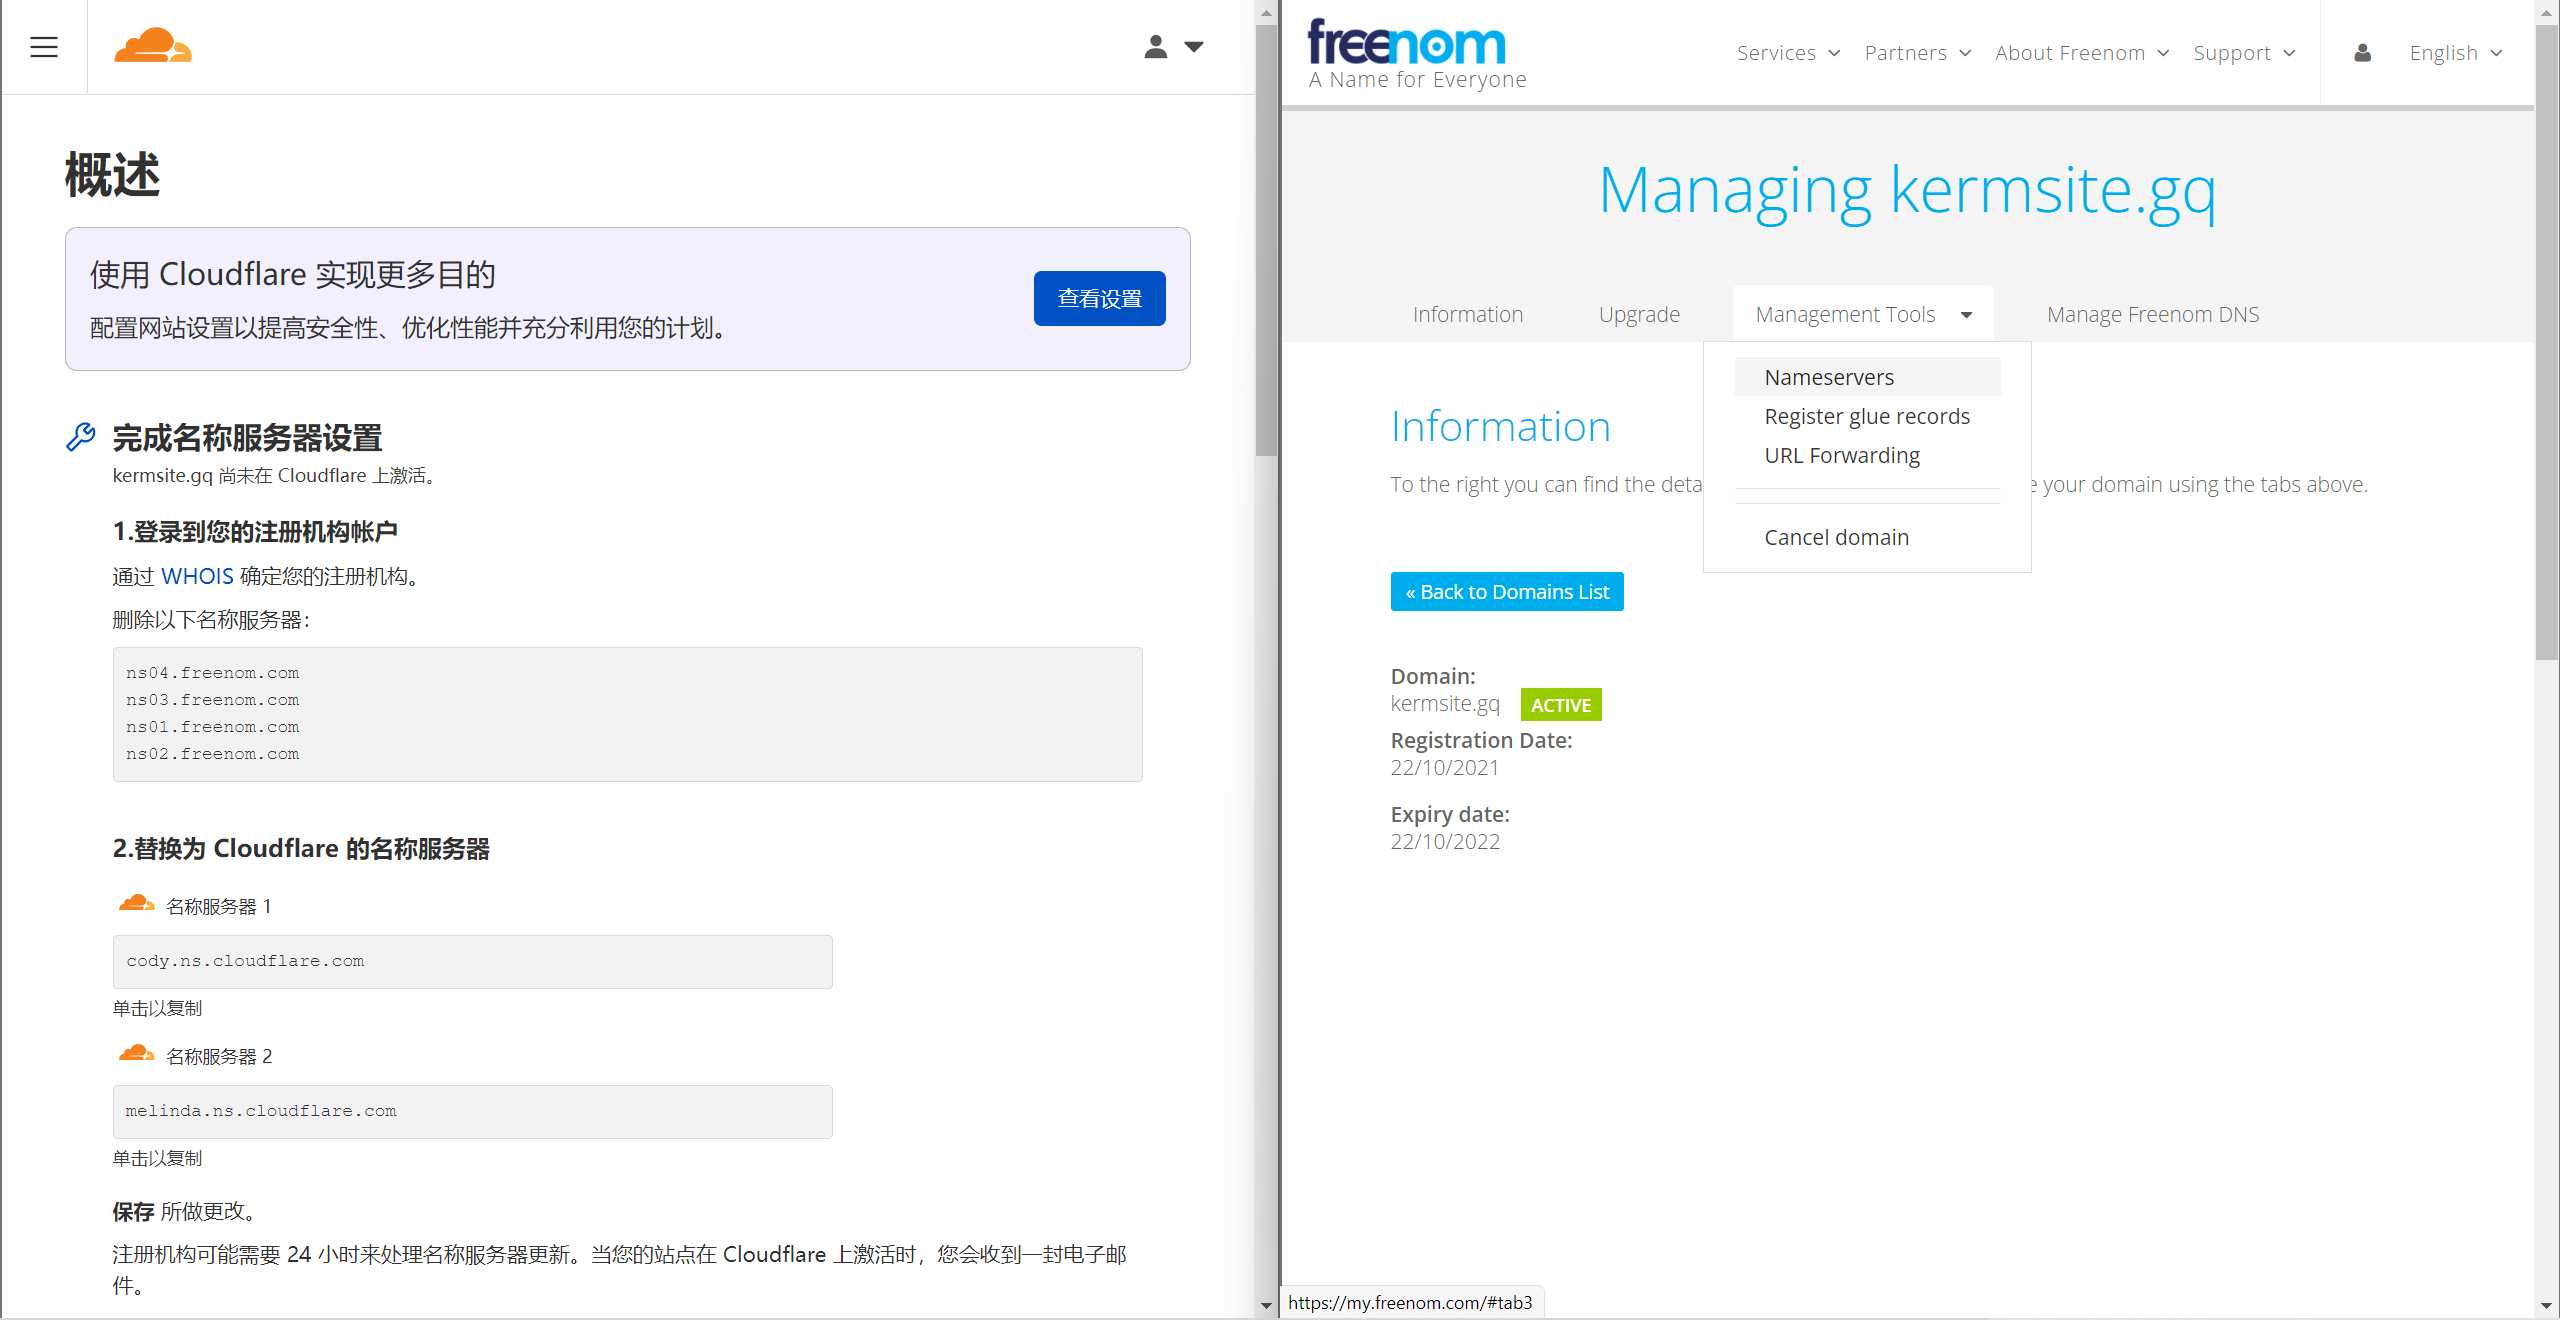 概述
使用 Cloudflare 实现更多目的
配置网站设置以提高安全性、优化性能并充分利用您的计划。
查看设置
完成名称服务器设置
kermsite.gq 尚未在 Cloudflare 上激活。
1.登录到您的注册机构帐户
通过 WHOIS 确定您的注册机构。
删除以下名称服务器：
ns04.freenom.com
ns03.freenom.com
ns01.freenom.com
ns02.freenom.com
2.替换为 Cloudflare 的名称服务器
名称服务器 1
cody.ns.cloudflare.com
单击以复制
名称服务器 2
melinda.ns.cloudflare.com
单击以复制
保存 所做更改。
注册机构可能需要 24 小时来处理名称服务器更新。当您的站点在 Cloudflare 上激活时，您会收到一封电子邮
件。
freenom
A Name for Everyone
Services
Partners
About Freenom
Support
English
Managing kermsite.gq
Information
Upgrade
Management Tools
Manage Freenom DNS
Nameservers
Register glue records
URL Forwarding
Cancel domain
Information
To the right you can find the deta
e your domain using the tabs above.
« Back to Domains List
Domain:
kermsite.gq ACTIVE
Registration Date:
22/10/2021
Expiry date:
22/10/2022
https://my.freenom.com/#tab3